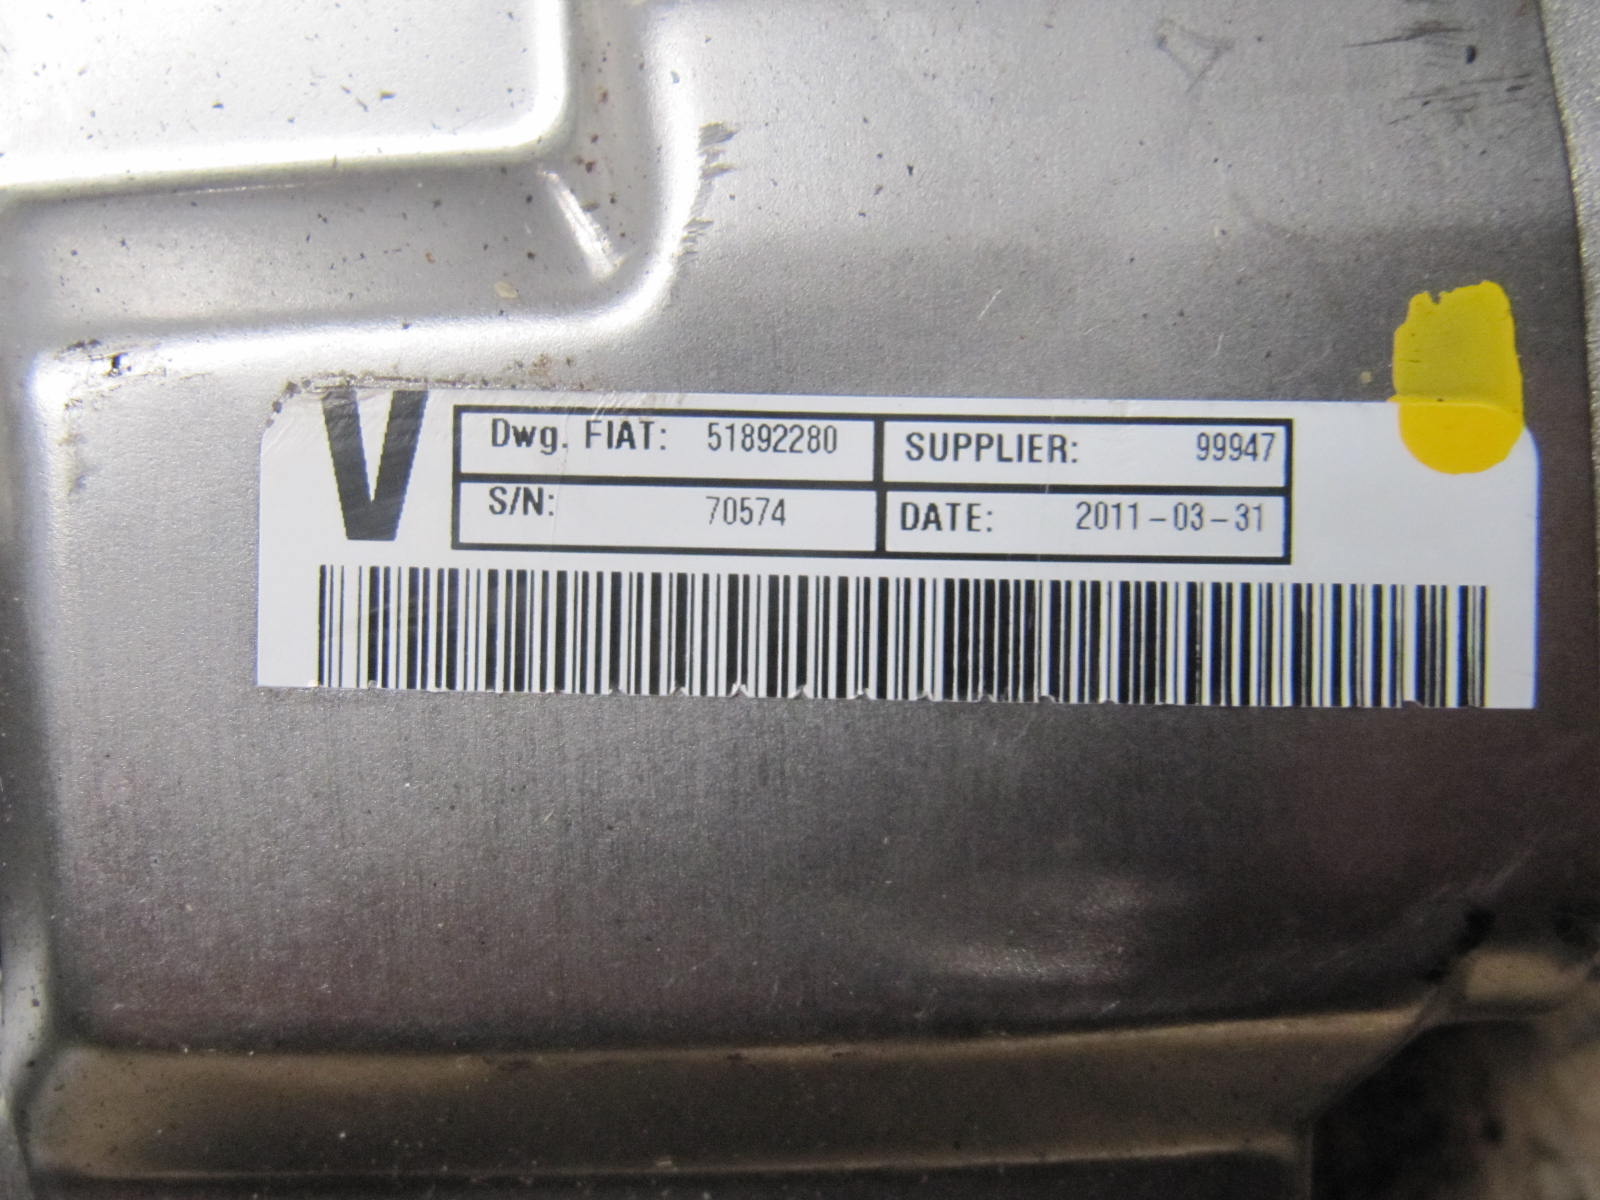 V
Dwg. FIAT: 51892280 SUPPLIER: 99947
S/N: 70574 DATE: 2011-03-31